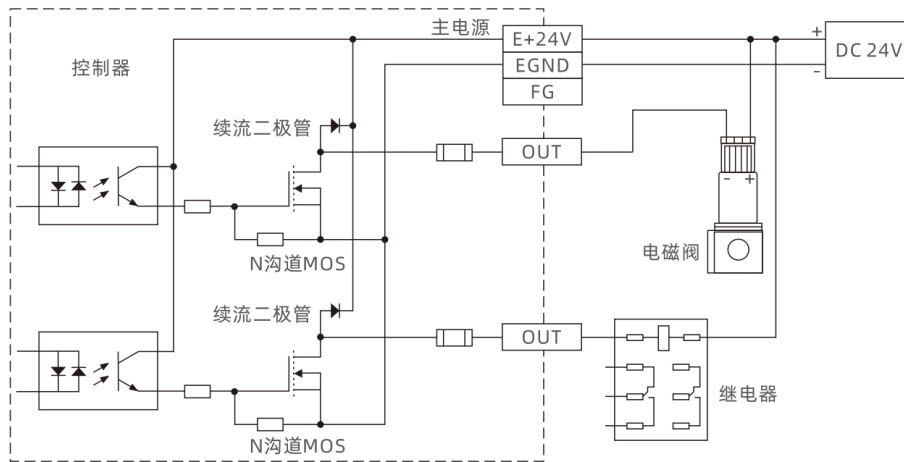 主电源
E+24V
+
DC 24V
控制器
EGND
-
FG
续流二极管
OUT
- +
电磁阀
N沟道MOS
续流二极管
OUT
继电器
N沟道MOS